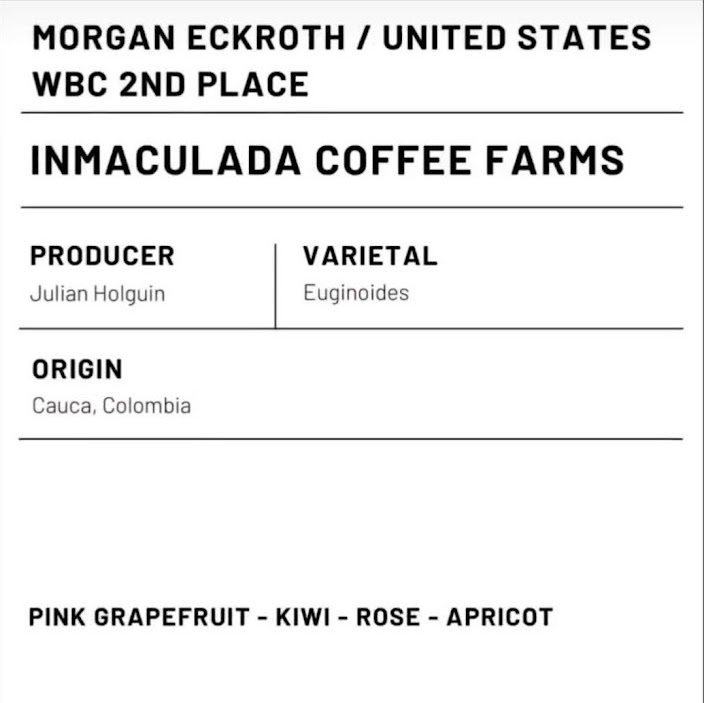 MORGAN ECKROTH / UNITED STATES
WBC 2ND PLACE
INMACULADA COFFEE FARMS
PRODUCER
Julian Holguin
VARIETAL
Euginoides
ORIGIN
Cauca, Colombia
PINK GRAPEFRUIT - KIWI - ROSE - APRICOT